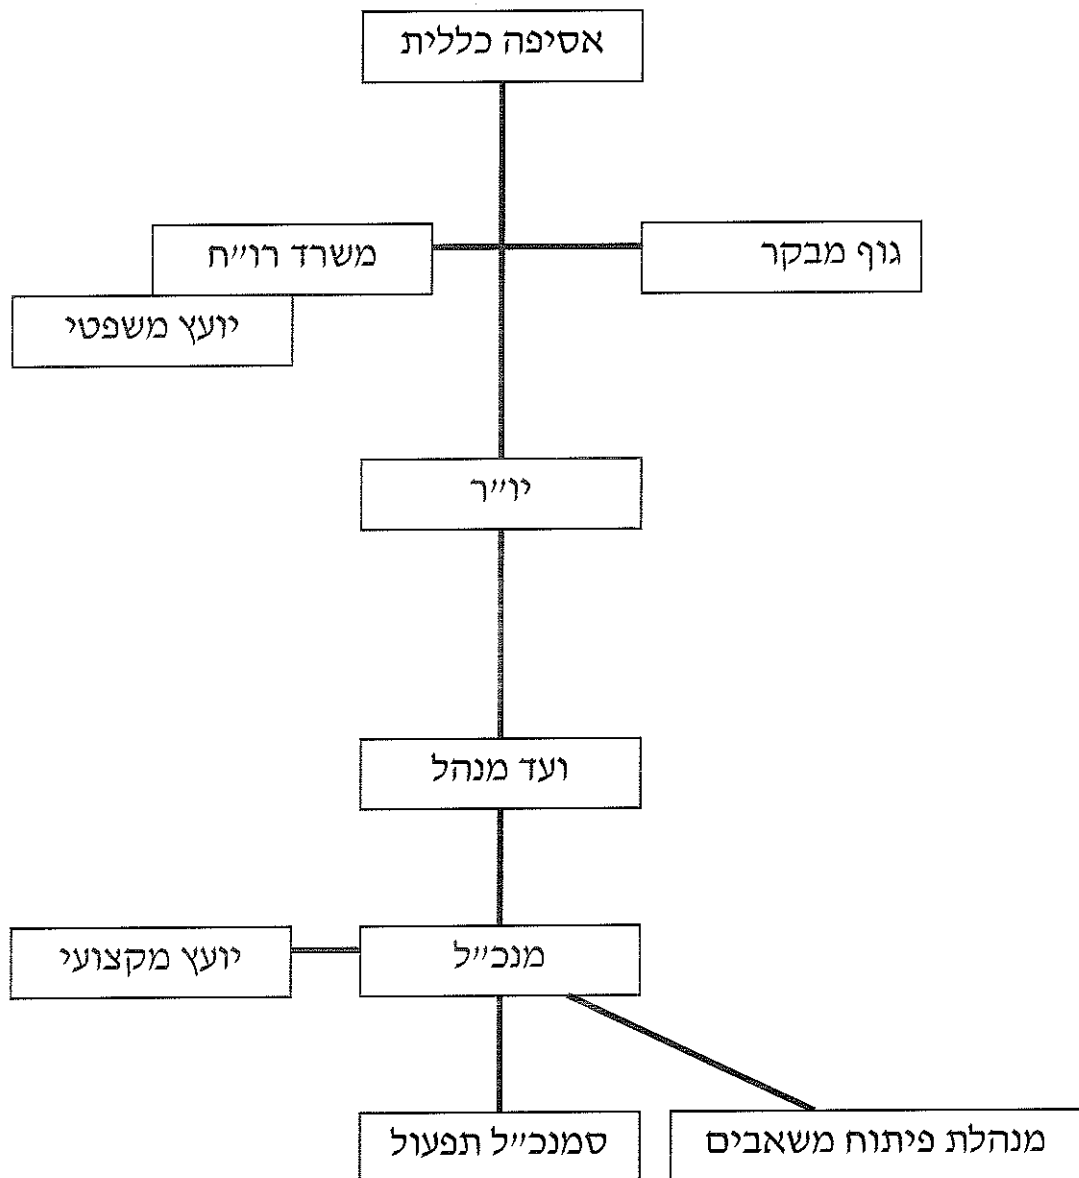 אסיפה כללית
גוף מבקר
משרד רו״ח
יועץ משפטי
יו״ר
ועד מנהל
מנכ״ל
יועץ מקצועי
מנהלת פיתוח משאבים
סמנכ״ל תפעול